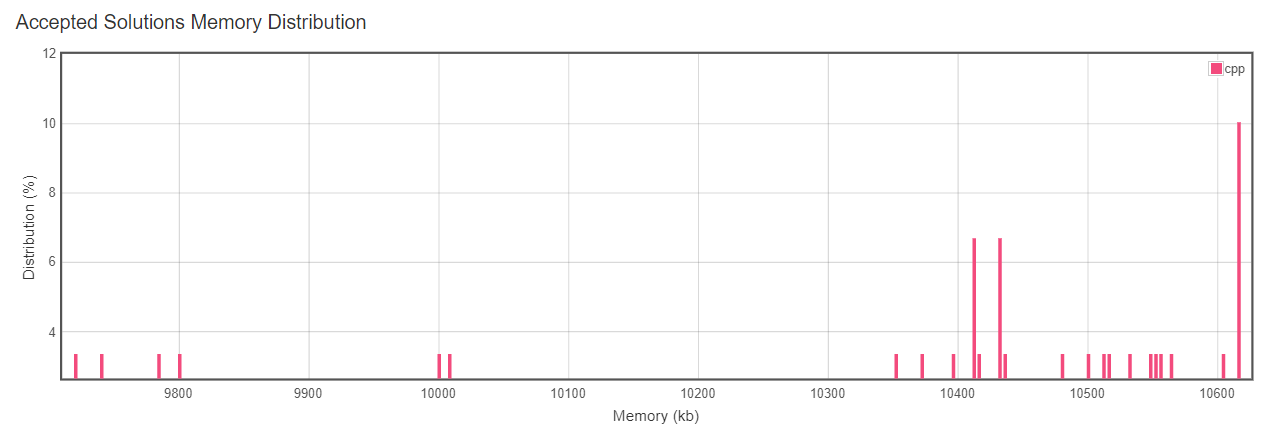 Accepted Solutions Memory Distribution
12
cpp
10
8
6
4
Distribution (%)
9800 9900 10000 10100 10200 10300 10400 10500 10600
Memory (kb)